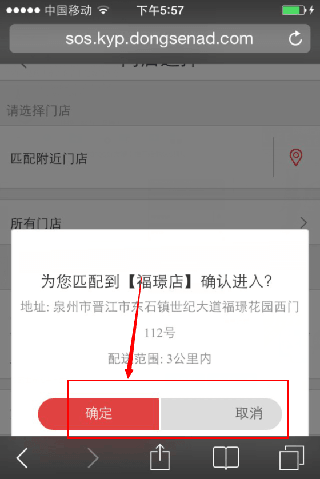 中国移动 下午5:57
sos.kyp.dongsenad.com
门店选择
请选择门店
匹配附近门店
所有门店
为您匹配到【福璟店】确认进入?
地址: 泉州市晋江市东石镇世纪大道福璟花园西门
112号
配送范围: 3公里内
确定 取消